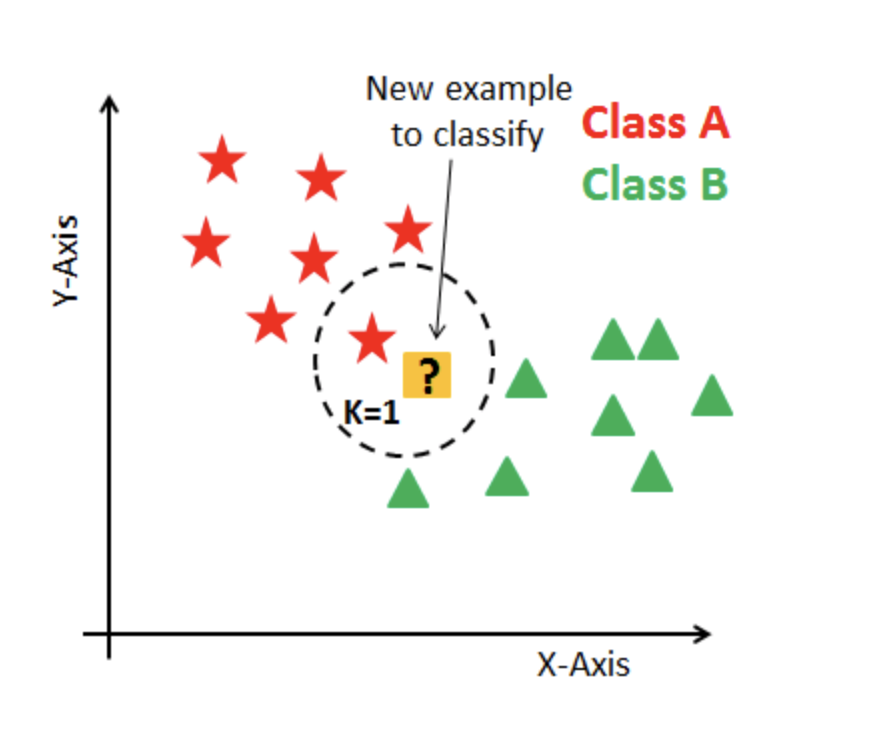 New example
to classify
Class A
Class B
Y-Axis
?
K=1
X-Axis